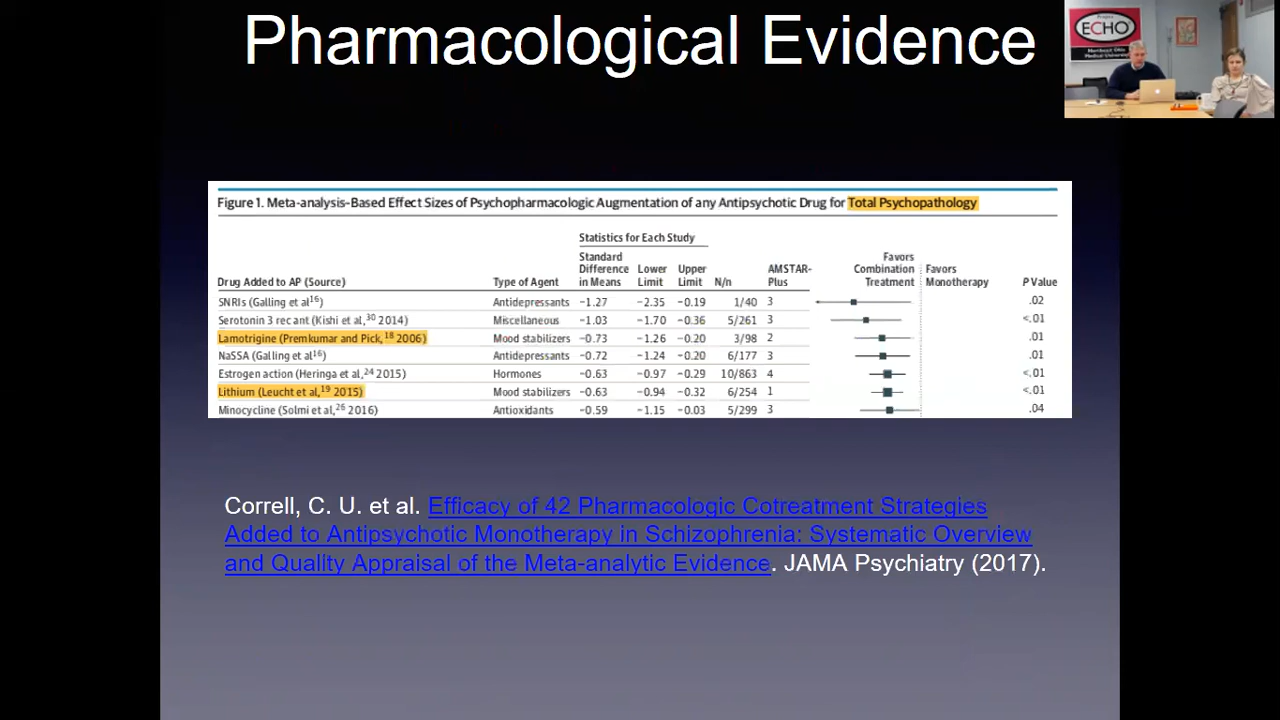 Pharmacological Evidence
Project
ECHO
Northeast Ohio
Medical University
Figure 1. Meta-analysis-Based Effect Sizes of Psychopharmacologic Augmentation of any Antipsychotic Drug for Total Psychopathology
Statistics for Each Study
Drug Added to AP (Source) Type of Agent Standard Difference in Means Lower Limit Upper Limit N/n AMSTAR-Plus Favors Combination Treatment Favors Monotherapy P Value
SNRIs (Galling et al16) Antidepressants −1.27 −2.35 −0.19 1/40 3 .02
Serotonin 3 rec ant (Kishi et al,30 2014) Miscellaneous −1.03 −1.70 −0.36 5/261 3 <.01
Lamotrigine (Premkumar and Pick,18 2006) Mood stabilizers −0.73 −1.26 −0.20 3/98 2 .01
NaSSA (Galling et al16) Antidepressants −0.72 −1.24 −0.20 6/177 3 .01
Estrogen action (Heringa et al,24 2015) Hormones −0.63 −0.97 −0.29 10/863 4 <.01
Lithium (Leucht et al,19 2015) Mood stabilizers −0.63 −0.94 −0.32 6/254 1 <.01
Minocycline (Solmi et al,26 2016) Antioxidants −0.59 −1.15 −0.03 5/299 3 .04
Correll, C. U. et al. Efficacy of 42 Pharmacologic Cotreatment Strategies
Added to Antipsychotic Monotherapy in Schizophrenia: Systematic Overview
and Quality Appraisal of the Meta-analytic Evidence. JAMA Psychiatry (2017).